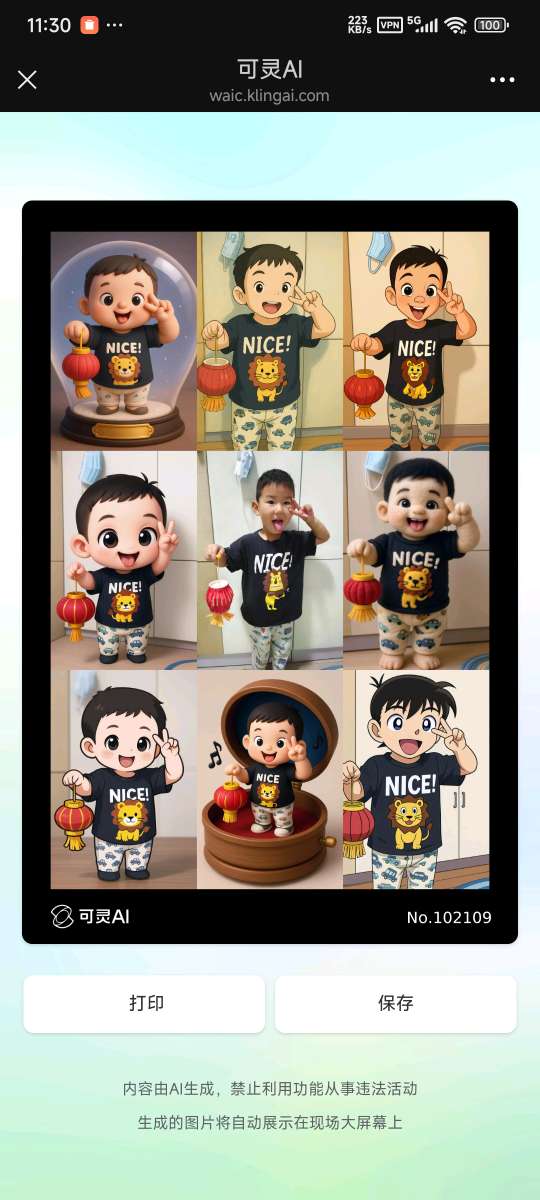 11:30
223 KB/s VPN 5G 100
可灵AI
waic.klingai.com
NICE!
NICE!
NICE!
NICE!
NICE!
NICE!
NICE!
NICE
NICE!
可灵AI
No.102109
打印
保存
内容由AI生成，禁止利用功能从事违法活动
生成的图片将自动展示在现场大屏幕上